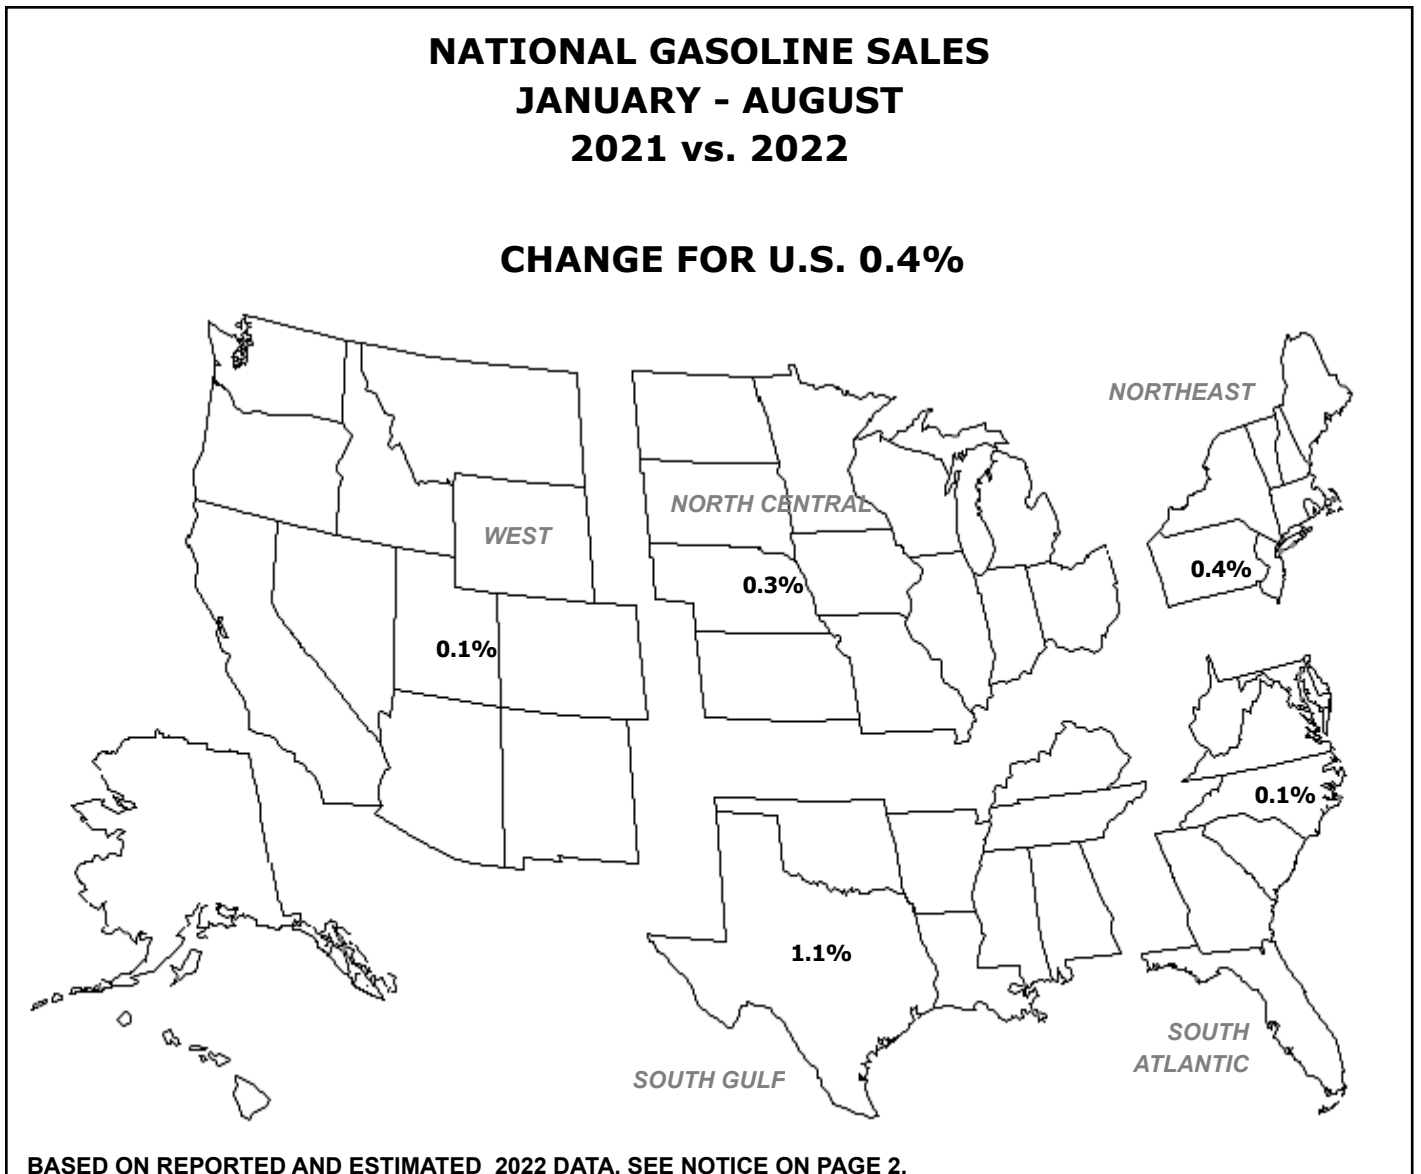 NATIONAL GASOLINE SALES
JANUARY - AUGUST
2021 vs. 2022
CHANGE FOR U.S. 0.4%
NORTHEAST
NORTH CENTRAL
WEST
0.4%
0.3%
0.1%
0.1%
1.1%
SOUTH
ATLANTIC
SOUTH GULF
BASED ON REPORTED AND ESTIMATED  2022 DATA. SEE NOTICE ON PAGE 2.